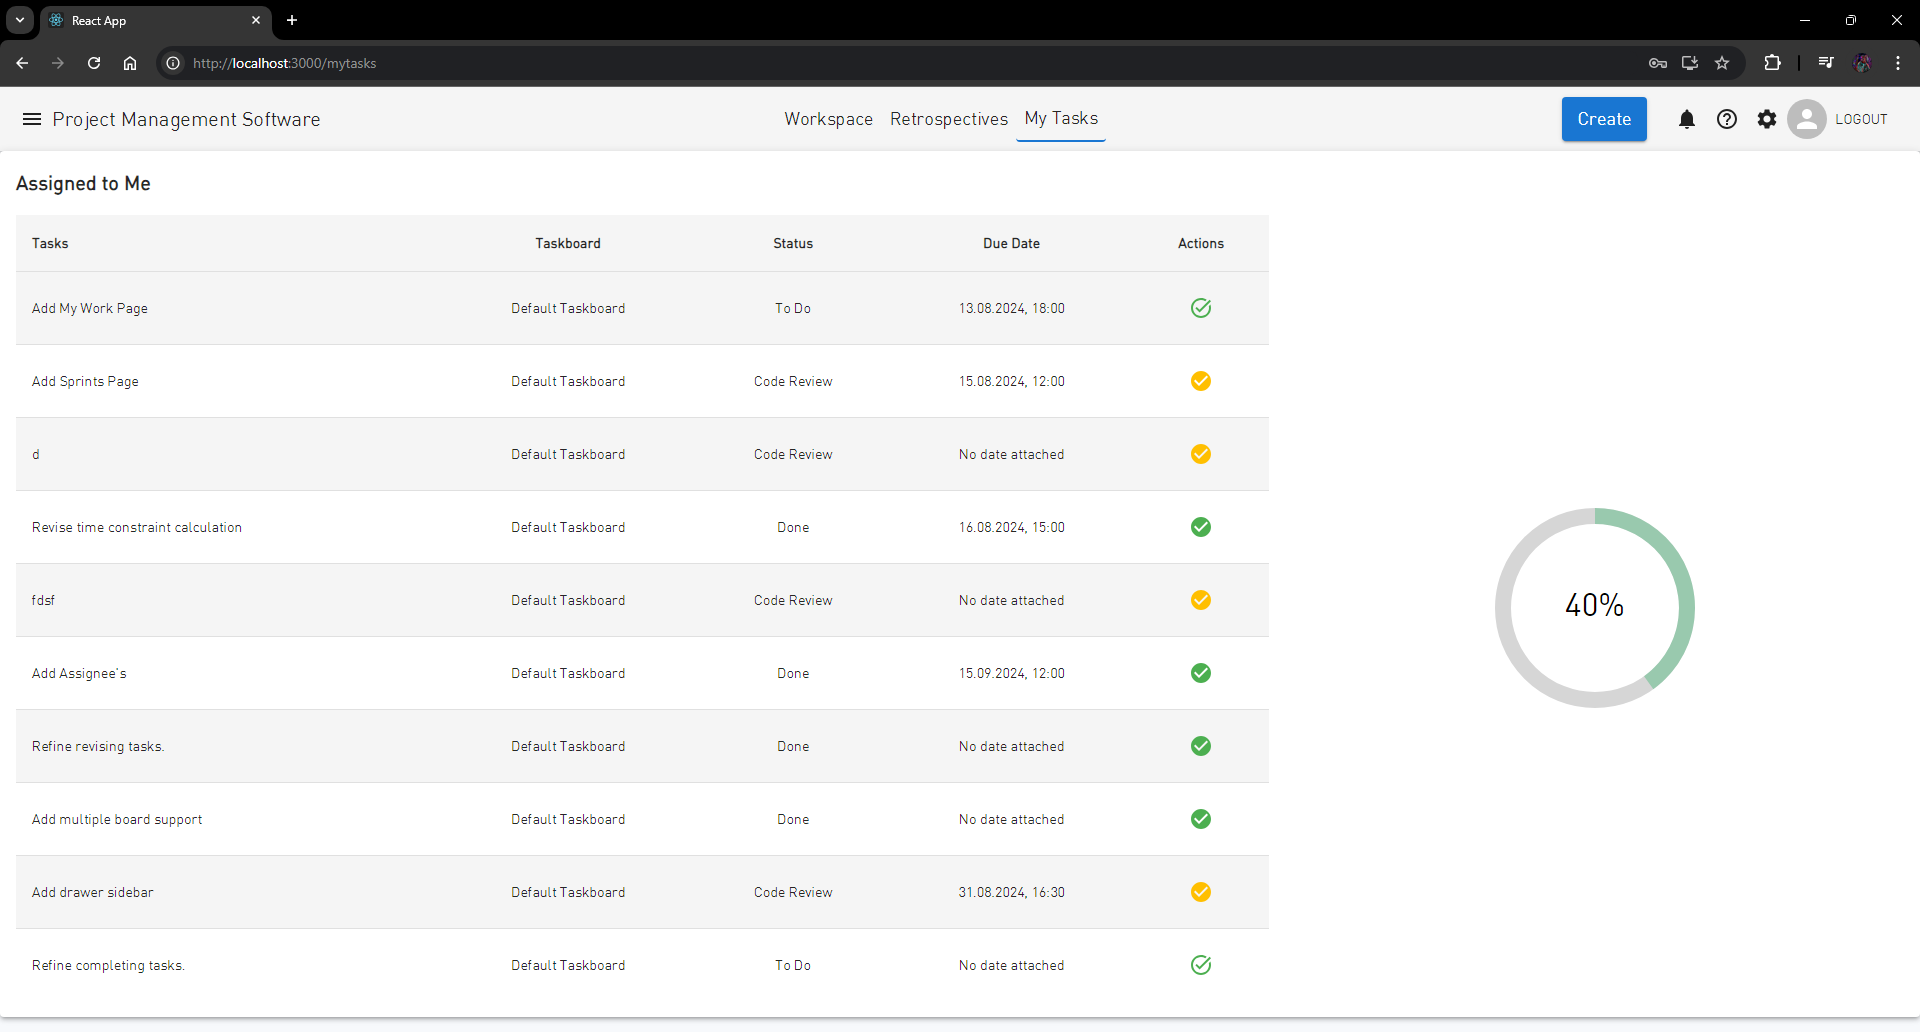 React App
http://localhost:3000/mytasks
Project Management Software
Workspace Retrospectives My Tasks
Create
LOGOUT
Assigned to Me
Tasks Taskboard Status Due Date Actions
Add My Work Page Default Taskboard To Do 13.08.2024, 18:00
Add Sprints Page Default Taskboard Code Review 15.08.2024, 12:00
d Default Taskboard Code Review No date attached
Revise time constraint calculation Default Taskboard Done 16.08.2024, 15:00
fdsf Default Taskboard Code Review No date attached
Add Assignee's Default Taskboard Done 15.09.2024, 12:00
Refine revising tasks. Default Taskboard Done No date attached
Add multiple board support Default Taskboard Done No date attached
Add drawer sidebar Default Taskboard Code Review 31.08.2024, 16:30
Refine completing tasks. Default Taskboard To Do No date attached
40%